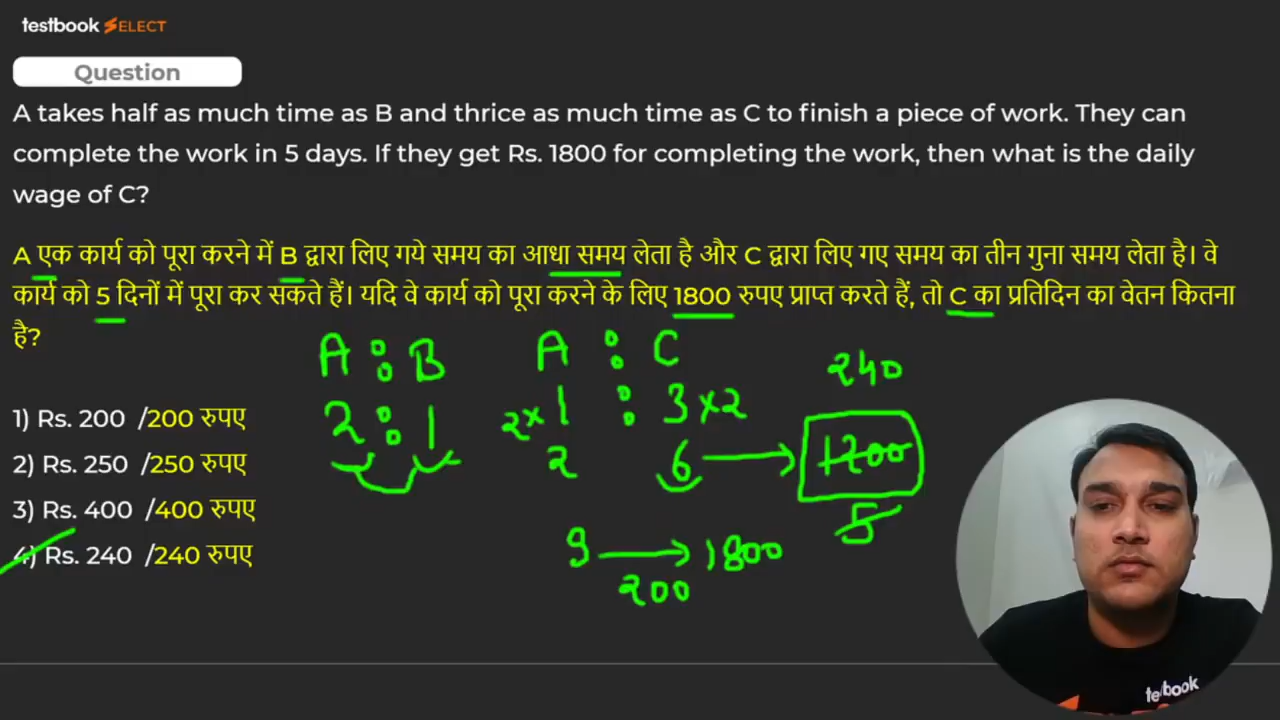 testbook SELECT
Question
A takes half as much time as B and thrice as much time as C to finish a piece of work. They can
complete the work in 5 days. If they get Rs. 1800 for completing the work, then what is the daily
wage of C?
A एक कार्य को पूरा करने में B द्वारा लिए गये समय का आधा समय लेता है और C द्वारा लिए गए समय का तीन गुना समय लेता है। वे
कार्य को 5 दिनों में पूरा कर सकते हैं। यदि वे कार्य को पूरा करने के लिए 1800 रुपए प्राप्त करते हैं, तो C का प्रतिदिन का वेतन कितना
है?
A : B
A : C
240
2 : 1
2 × 1 : 3 × 2
2 6 → 1200
5
9 → 1800
200
1) Rs. 200 /200 रुपए
2) Rs. 250 /250 रुपए
3) Rs. 400 /400 रुपए
4) Rs. 240 /240 रुपए
testbook